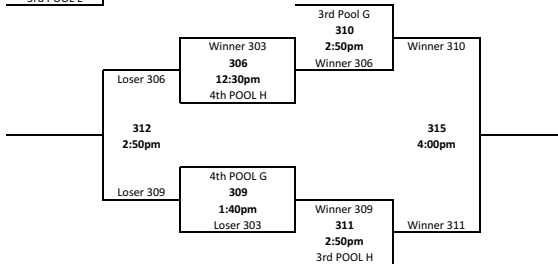 3rd Pool G
310
2:50pm
Winner 306
Winner 303
306
12:30pm
4th POOL H
Winner 310
Loser 306
312
2:50pm
315
4:00pm
4th POOL G
309
1:40pm
Loser 303
Loser 309
Winner 309
311
2:50pm
3rd POOL H
Winner 311